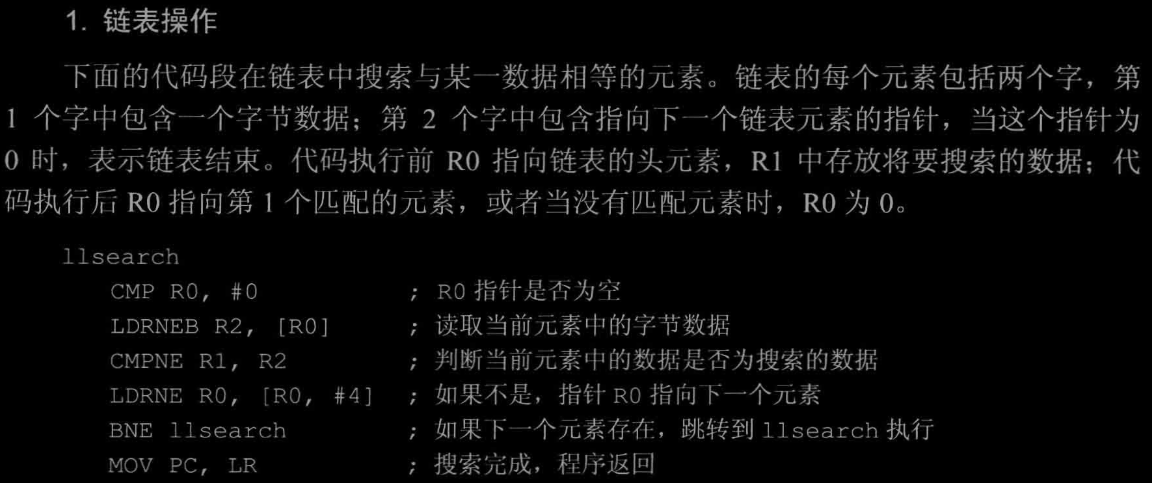 1. 链表操作
下面的代码段在链表中搜索与某一数据相等的元素。链表的每个元素包括两个字，第
1 个字中包含一个字节数据；第 2 个字中包含指向下一个链表元素的指针，当这个指针为
0 时，表示链表结束。代码执行前 R0 指向链表的头元素，R1 中存放将要搜索的数据；代
码执行后 R0 指向第 1 个匹配的元素，或者当没有匹配元素时，R0 为 0。
llsearch
CMP R0, #0 ; R0 指针是否为空
LDRNEB R2, [R0] ; 读取当前元素中的字节数据
CMPNE R1, R2 ; 判断当前元素中的数据是否为搜索的数据
LDRNE R0, [R0, #4] ; 如果不是，指针 R0 指向下一个元素
BNE llsearch ; 如果下一个元素存在，跳转到 llsearch 执行
MOV PC, LR ; 搜索完成，程序返回